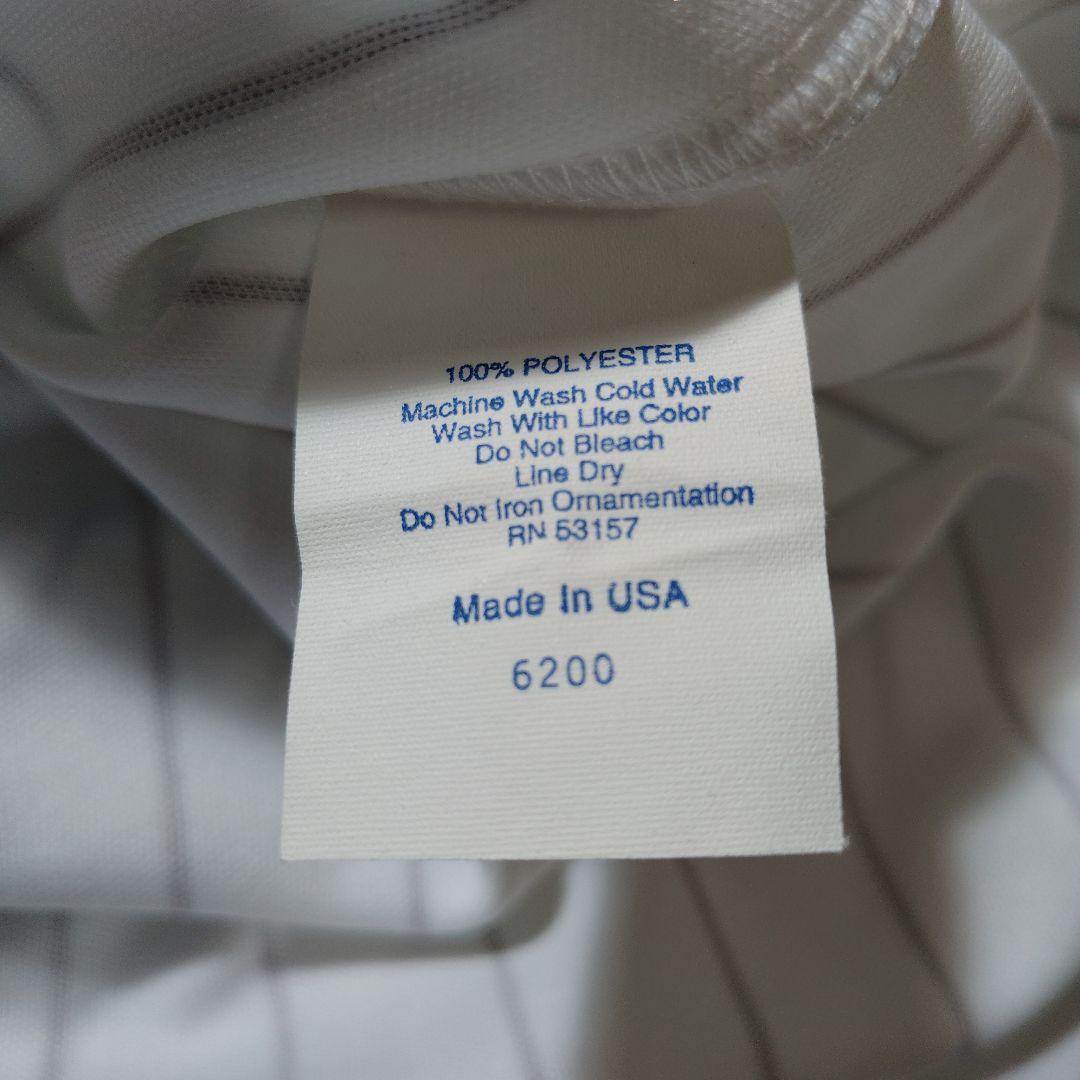 100% POLYESTER
Machine Wash Cold Water
Wash With Like Color
Do Not Bleach
Line Dry
Do Not Iron Ornamentation
RN 53157
Made In USA
6200